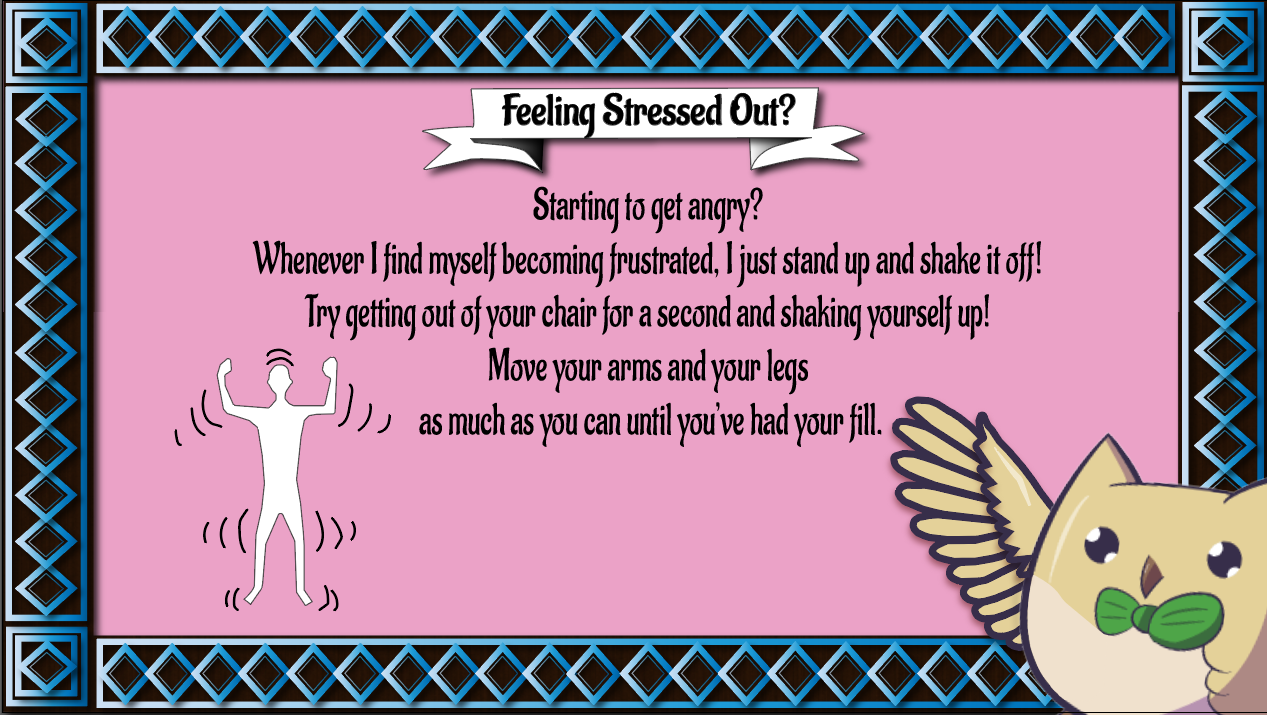 Feeling Stressed Out?
Starting to get angry?
Whenever I find myself becoming frustrated, I just stand up and shake it off!
Try getting out of your chair for a second and shaking yourself up!
Move your arms and your legs
as much as you can until you've had your fill.